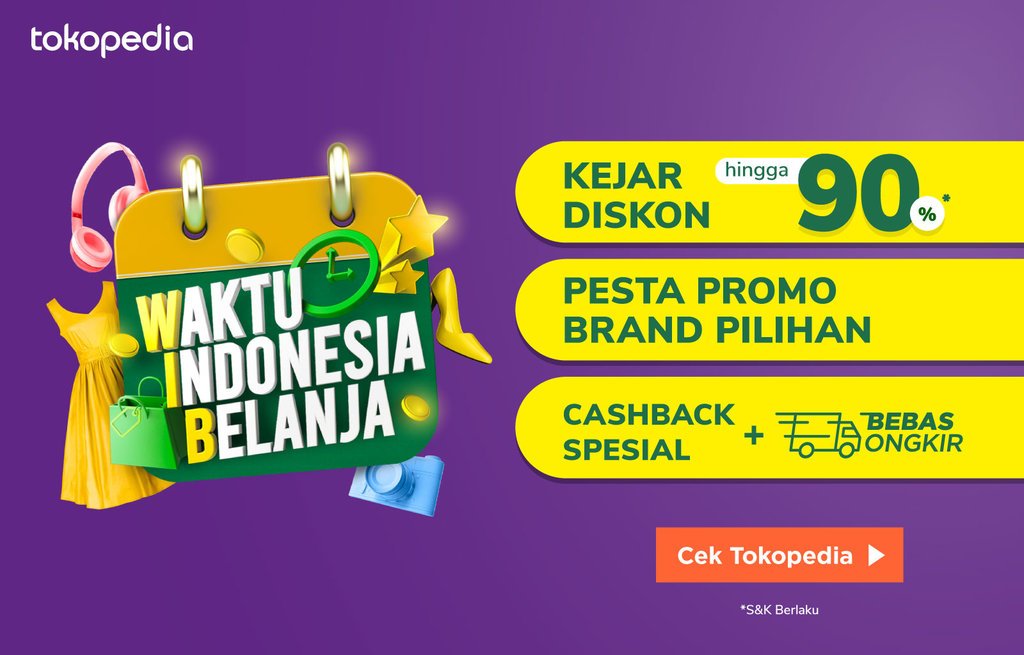 tokopedia
WAKTU
INDONESIA
BELANJA
KEJAR
DISKON
hingga
90%*
PESTA PROMO
BRAND PILIHAN
CASHBACK
SPESIAL
+
BEBAS
ONGKIR
Cek Tokopedia
*S&K Berlaku